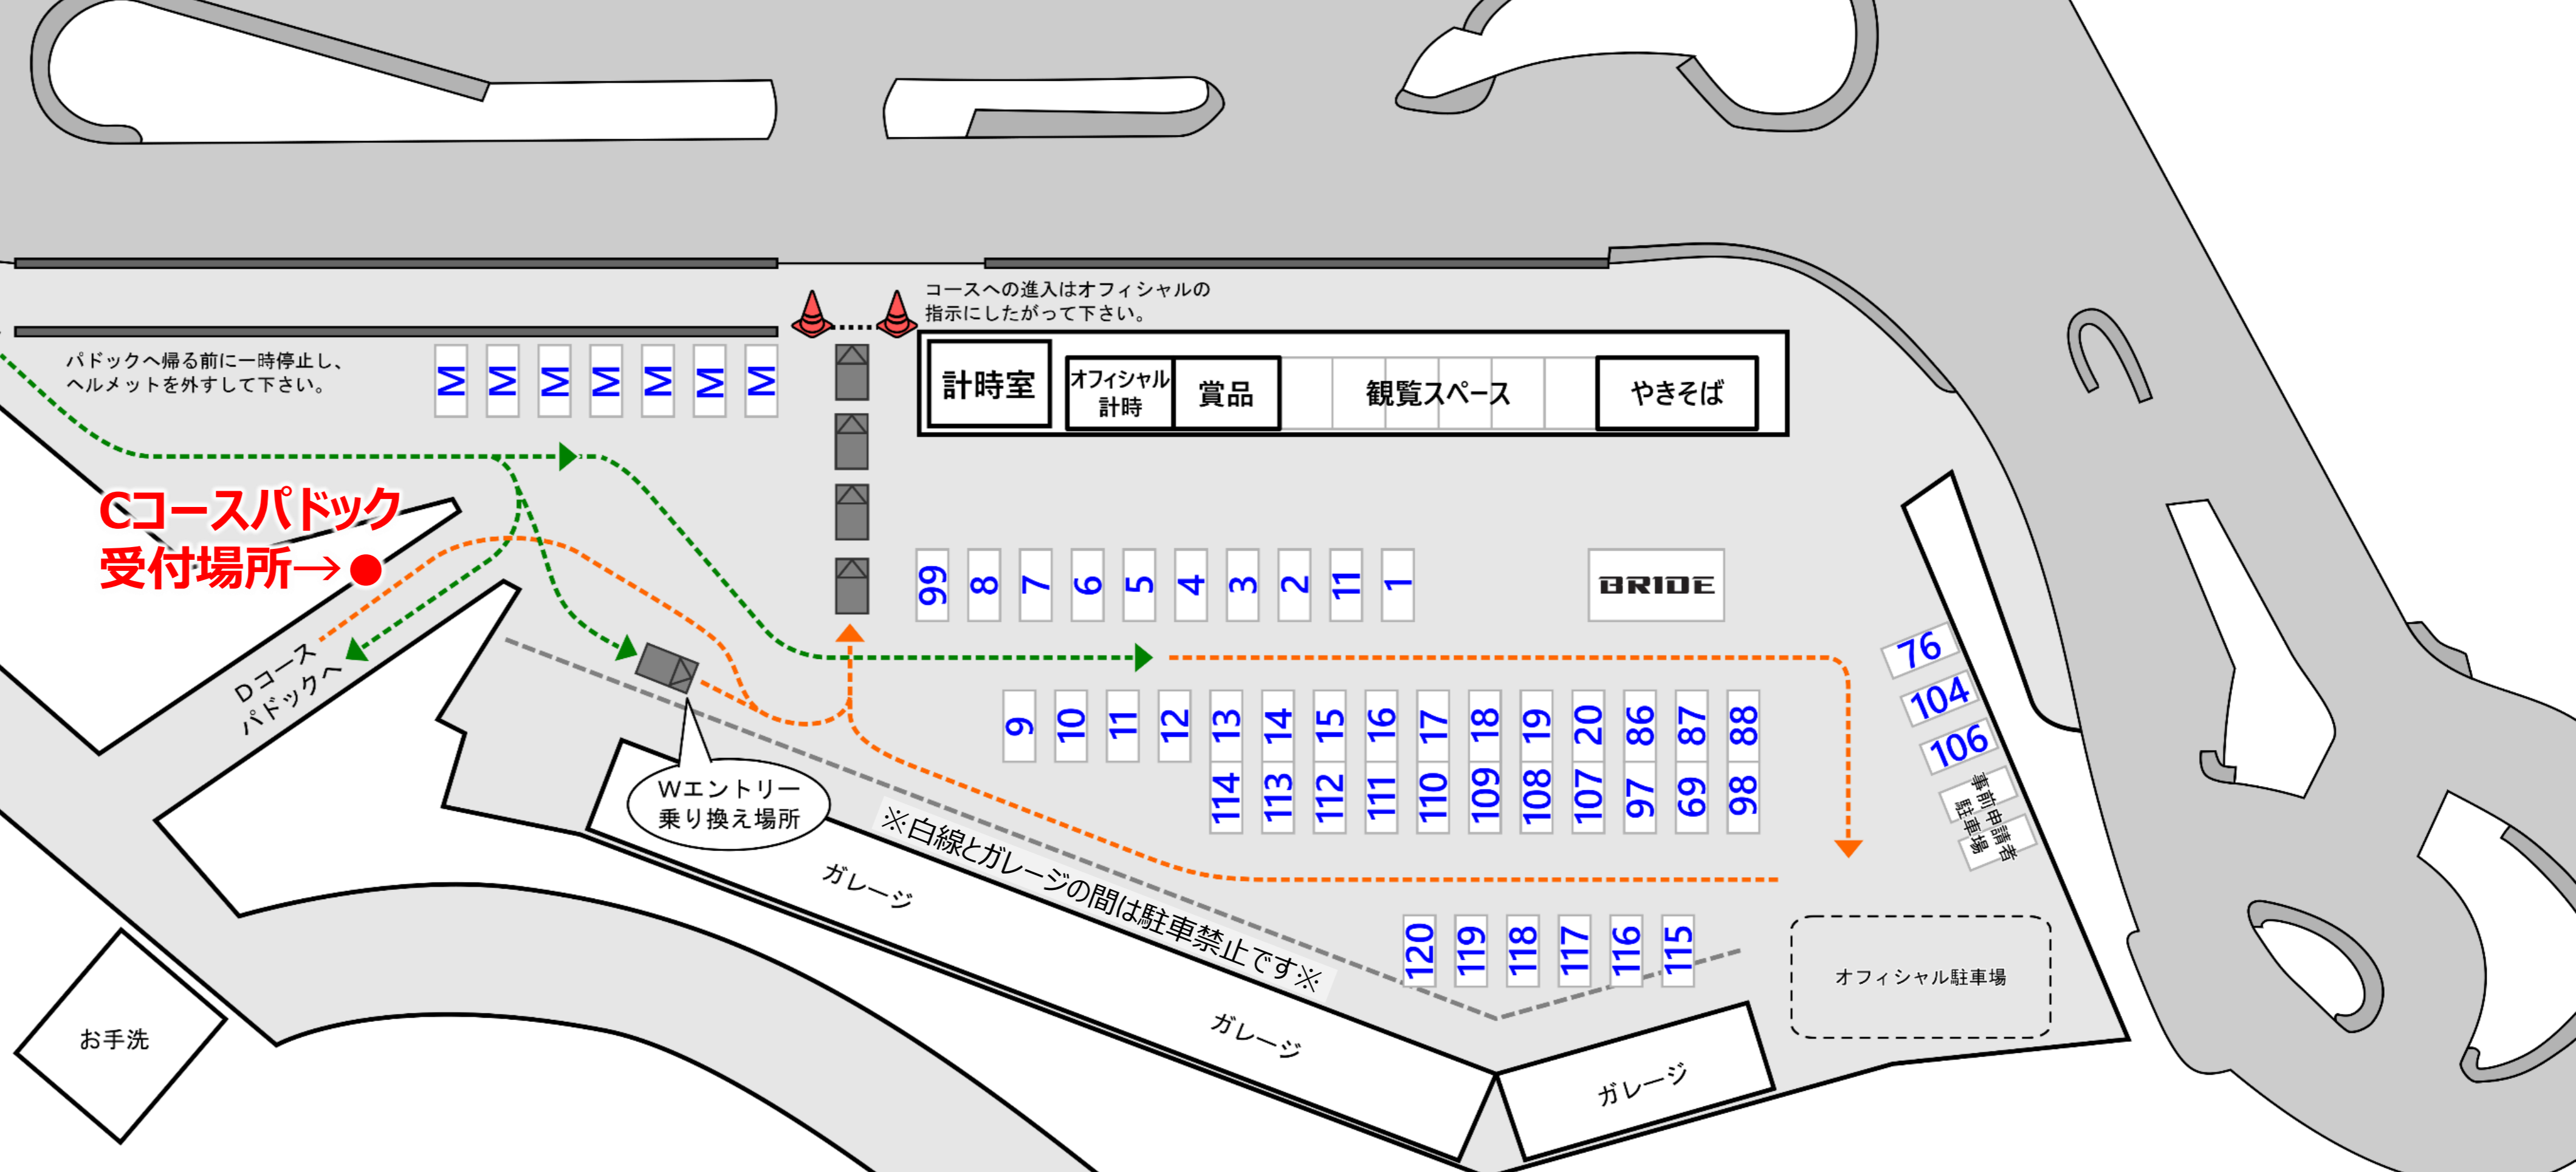 コースへの進入はオフィシャルの
指示にしたがって下さい。
パドックへ帰る前に一時停止し、
ヘルメットを外すして下さい。
M M M M M M M
計時室
オフィシャル
計時
賞品
観覧スペース
やきそば
Cコースパドック
受付場所→●
99 8 7 6 5 4 3 2 11 1
BRIDE
Dコース
パドックへ
76
104
106
事前申請者
駐車場
9 10 11 12 13 14 15 16 17 18 19 20 86 87 88
114 113 112 111 110 109 108 107 97 69 98
Wエントリー
乗り換え場所
※白線とガレージの間は駐車禁止です※
ガレージ
120 119 118 117 116 115
オフィシャル駐車場
お手洗
ガレージ
ガレージ